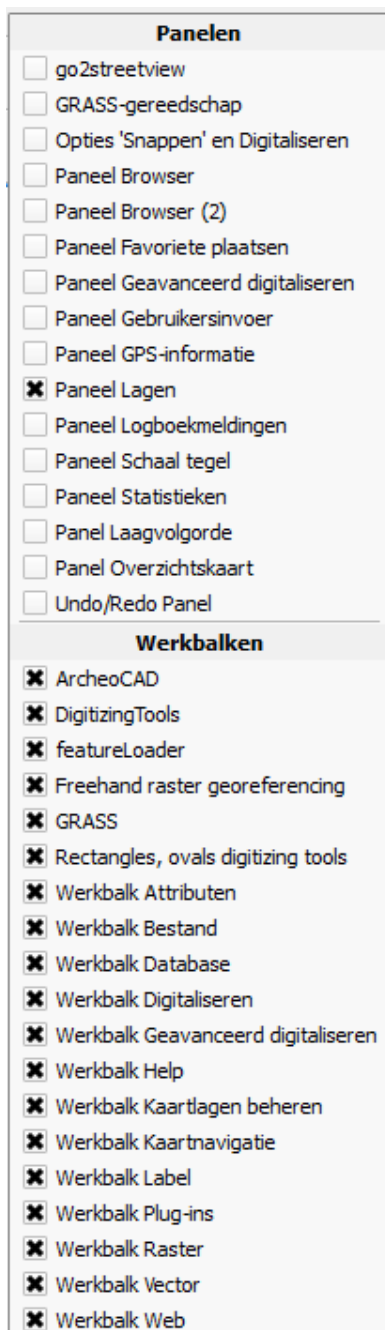 Panelen
go2streetview
GRASS-gereedschap
Opties 'Snappen' en Digitaliseren
Paneel Browser
Paneel Browser (2)
Paneel Favoriete plaatsen
Paneel Geavanceerd digitaliseren
Paneel Gebruikersinvoer
Paneel GPS-informatie
Paneel Lagen
Paneel Logboekmeldingen
Paneel Schaal tegel
Paneel Statistieken
Panel Laagvolgorde
Panel Overzichtskaart
Undo/Redo Panel
Werkbalken
ArcheoCAD
DigitizingTools
featureLoader
Freehand raster georeferencing
GRASS
Rectangles, ovals digitizing tools
Werkbalk Attributen
Werkbalk Bestand
Werkbalk Database
Werkbalk Digitaliseren
Werkbalk Geavanceerd digitaliseren
Werkbalk Help
Werkbalk Kaartlagen beheren
Werkbalk Kaartnavigatie
Werkbalk Label
Werkbalk Plug-ins
Werkbalk Raster
Werkbalk Vector
Werkbalk Web